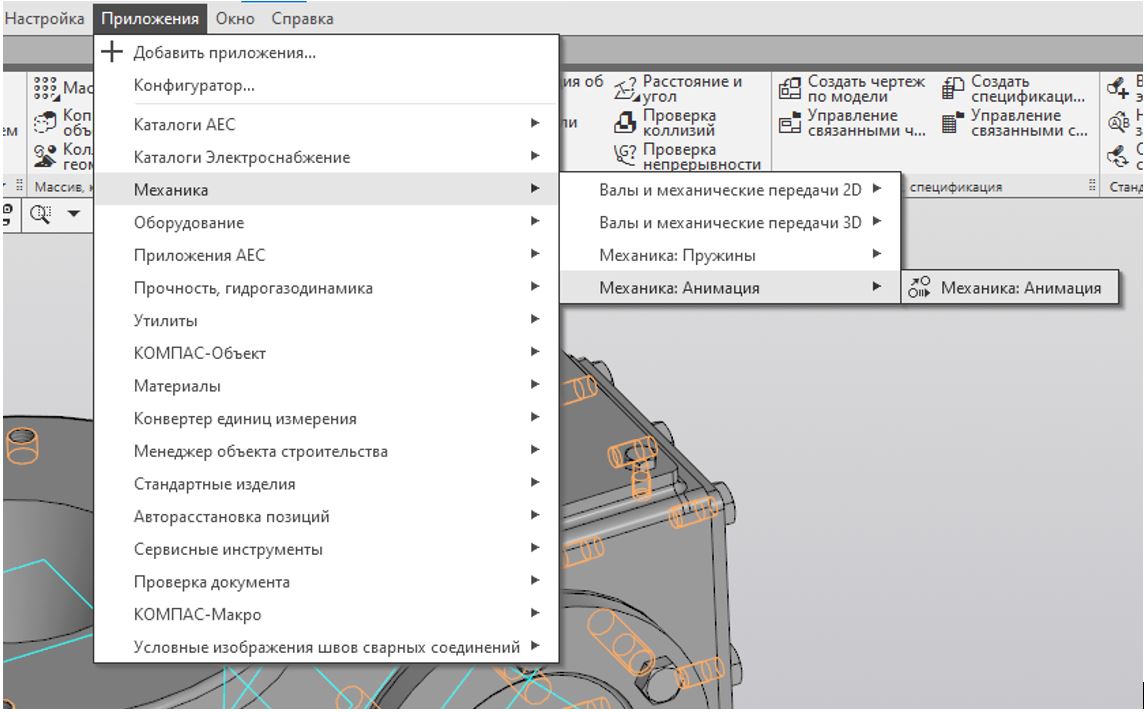 Настройка Приложения Окно Справка
Добавить приложения...
Конфигуратор...
Каталоги АЕС
Каталоги Электроснабжение
Механика
Оборудование
Приложения АЕС
Прочность, гидрогазодинамика
Утилиты
КОМПАС-Объект
Материалы
Конвертер единиц измерения
Менеджер объекта строительства
Стандартные изделия
Авторасстановка позиций
Сервисные инструменты
Проверка документа
КОМПАС-Макро
Условные изображения швов сварных соединений
Валы и механические передачи 2D
Валы и механические передачи 3D
Механика: Пружины
Механика: Анимация
Механика: Анимация
Мас
Коп
объ
Колл
геом
Массив,
ия об
ли
Расстояние и
угол
Проверка
коллизий
Проверка
непрерывности
Создать чертеж
по модели
Управление
связанными ч...
Создать
спецификаци...
Управление
связанными с...
, спецификация
Станд